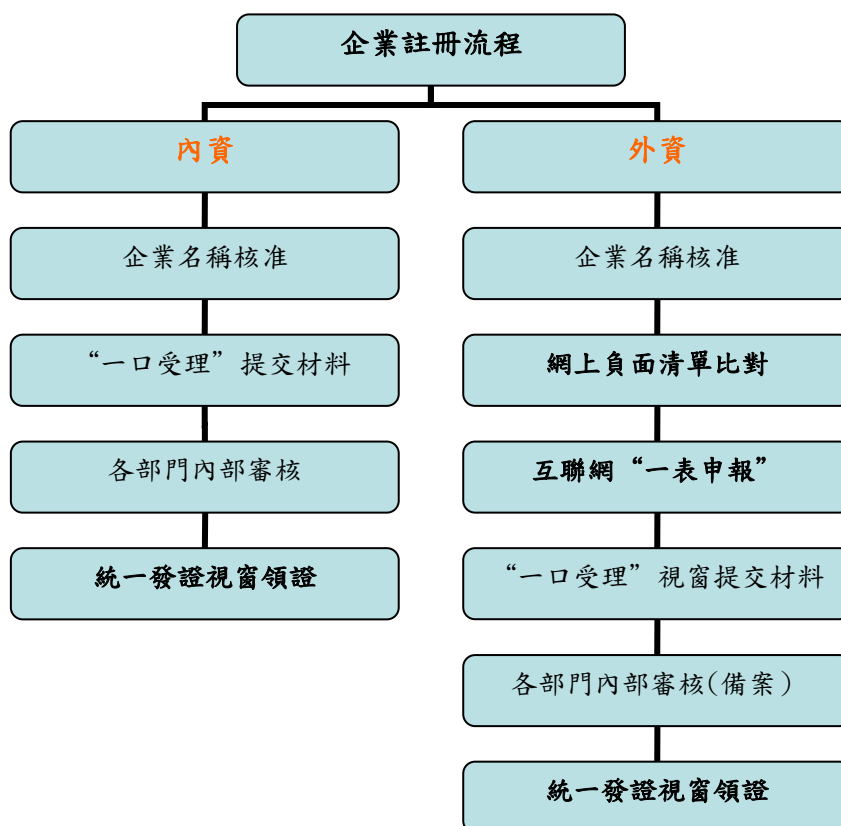 企業註冊流程
內資
企業名稱核准
“一口受理”提交材料
各部門內部審核
統一發證視窗領證
外資
企業名稱核准
網上負面清單比對
互聯網“一表申報”
“一口受理”視窗提交材料
各部門內部審核(備案)
統一發證視窗領證